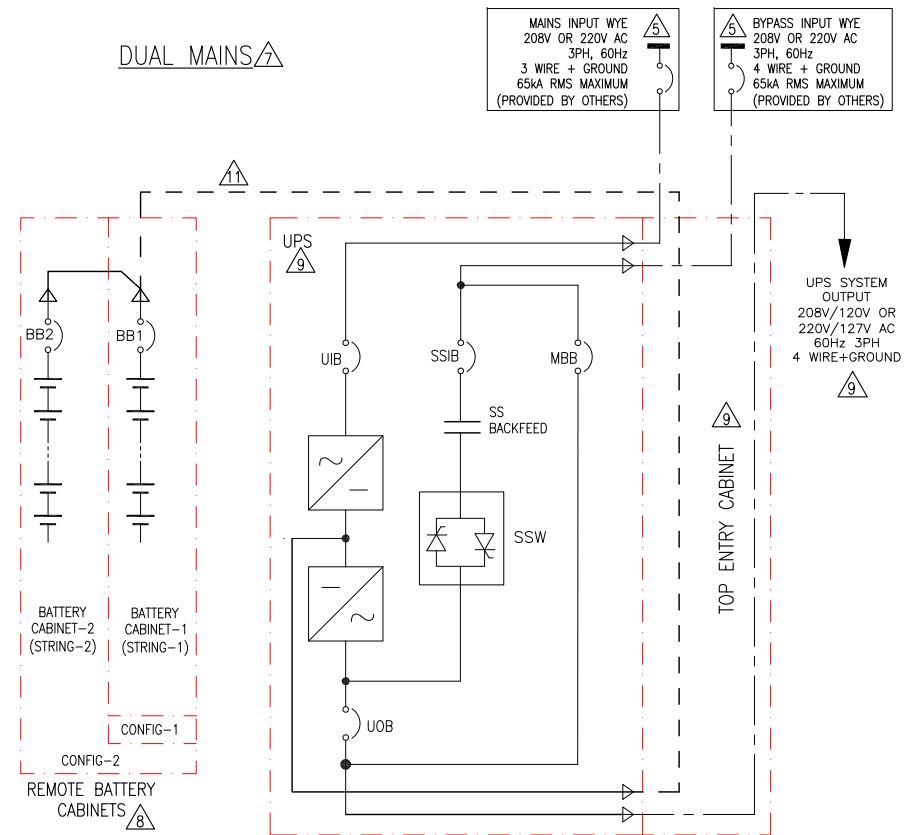 DUAL MAINS 7
MAINS INPUT WYE
208V OR 220V AC
3PH, 60Hz
3 WIRE + GROUND
65kA RMS MAXIMUM
(PROVIDED BY OTHERS)
5
5
BYPASS INPUT WYE
208V OR 220V AC
3PH, 60Hz
4 WIRE + GROUND
65kA RMS MAXIMUM
(PROVIDED BY OTHERS)
11
UPS
9
UPS SYSTEM
OUTPUT
208V/120V OR
220V/127V AC
60Hz 3PH
4 WIRE+GROUND
9
BB2
BB1
UIB
SSIB
MBB
SS
BACKFEED
SSW
9
TOP ENTRY CABINET
BATTERY
CABINET-2
(STRING-2)
BATTERY
CABINET-1
(STRING-1)
UOB
CONFIG-1
CONFIG-2
REMOTE BATTERY
CABINETS 8